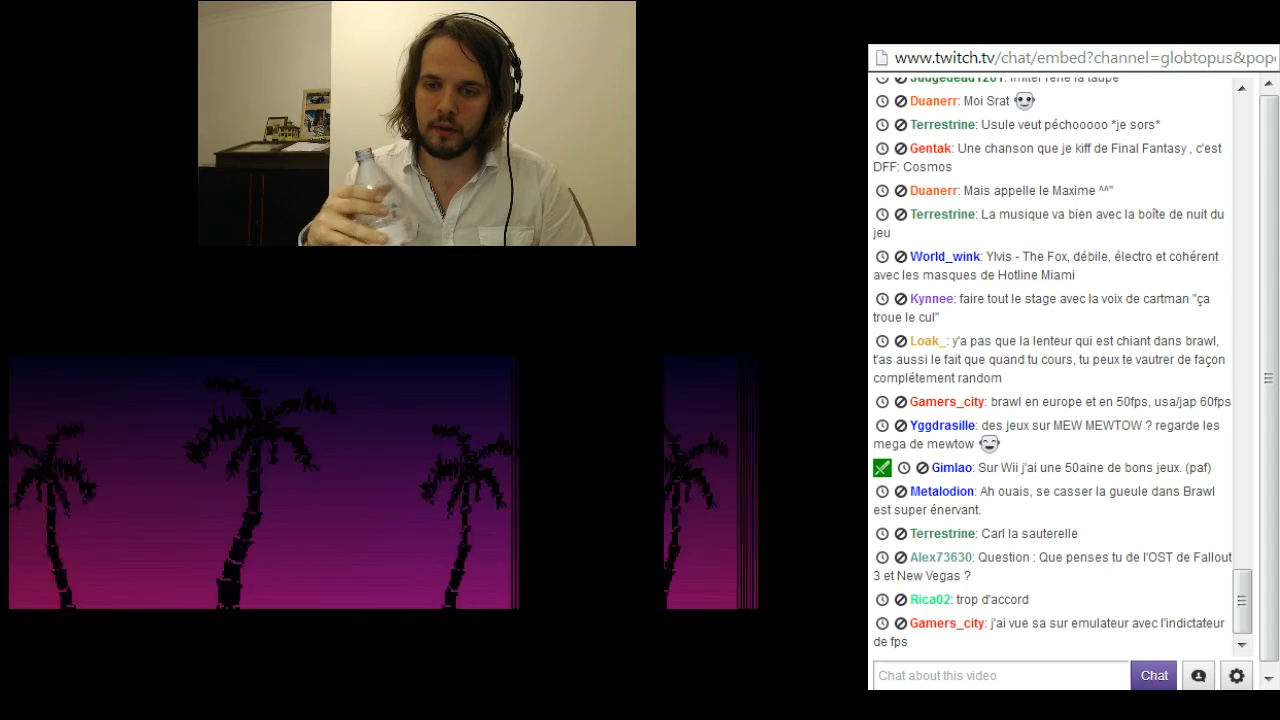 www.twitch.tv/chat/embed?channel=globtopus&pop
Judgedead1201: Imiter rené la taupe
Duanerr: Moi Srat
Terrestrine: Usule veut péchooooo *je sors*
Gentak: Une chanson que je kiff de Final Fantasy , c'est
DFF: Cosmos
Duanerr: Mais appelle le Maxime ^^"
Terrestrine: La musique va bien avec la boîte de nuit du
jeu
World_wink: Ylvis - The Fox, débile, électro et cohérent
avec les masques de Hotline Miami
Kynnee: faire tout le stage avec la voix de cartman "ça
troue le cul"
Loak_: y'a pas que la lenteur qui est chiant dans brawl,
t'as aussi le fait que quand tu cours, tu peux te vautrer de façon
complétement random
Gamers_city: brawl en europe et en 50fps, usa/jap 60fps
Yggdrasille: des jeux sur MEW MEWTOW ? regarde les
mega de mewtow
Gimlao: Sur Wii j'ai une 50aine de bons jeux. (paf)
Metalodion: Ah ouais, se casser la gueule dans Brawl
est super énervant.
Terrestrine: Carl la sauterelle
Alex73630: Question : Que penses tu de l'OST de Fallout
3 et New Vegas ?
Rica02: trop d'accord
Gamers_city: j'ai vue sa sur emulateur avec l'indictateur
de fps
Chat about this video
Chat